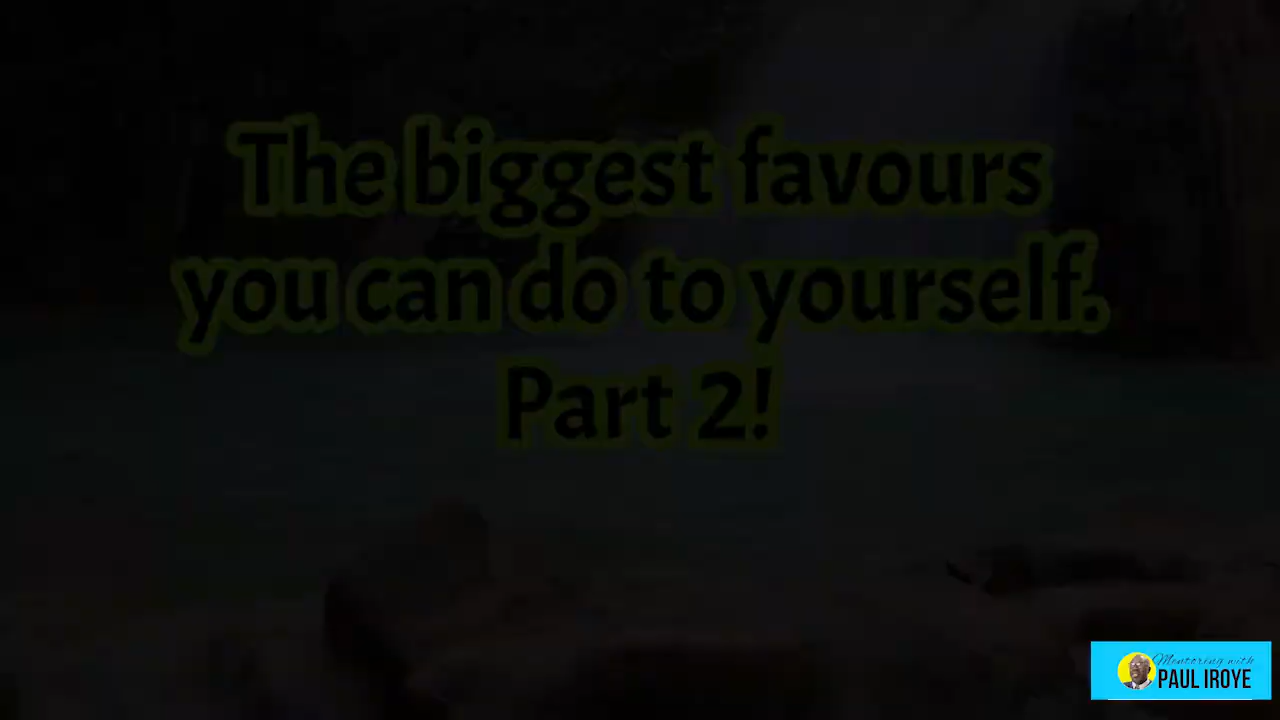 The biggest favours
you can do to yourself.
Part 2!
Mentoring with
PAUL IROYE